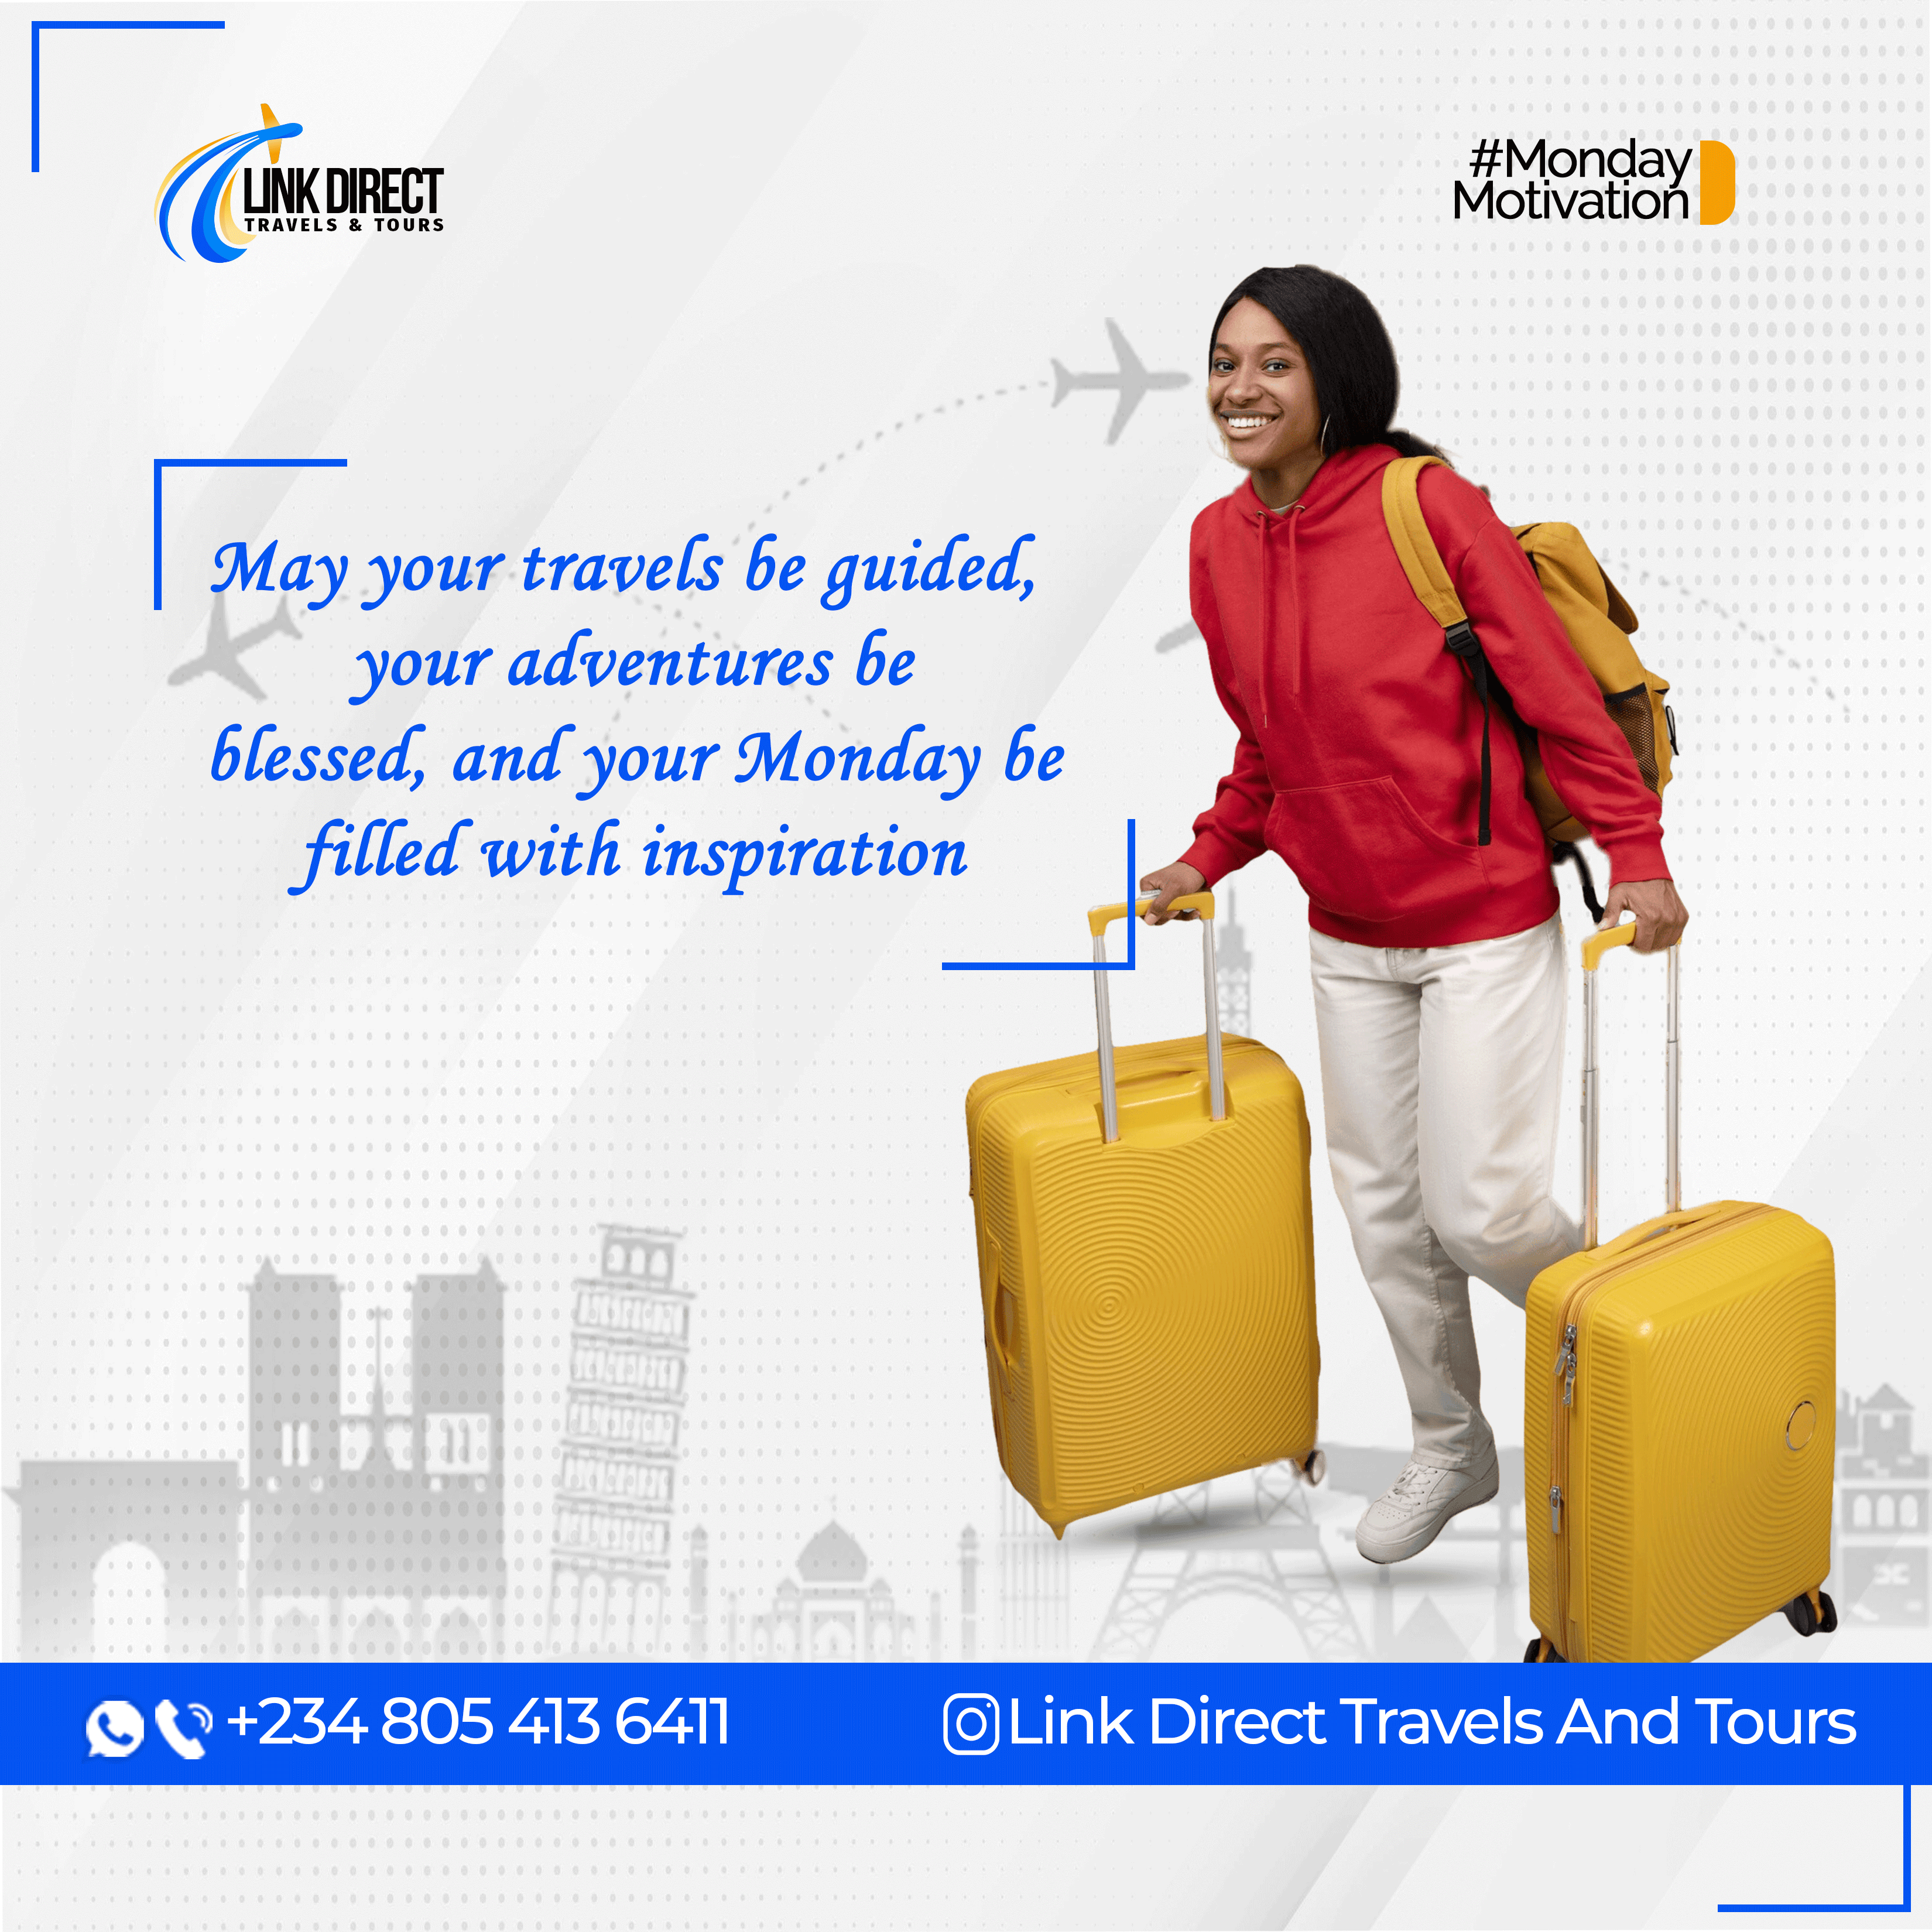 LINK DIRECT
TRAVELS & TOURS
#Monday
Motivation
May your travels be guided,
your adventures be
blessed, and your Monday be
filled with inspiration
+234 805 413 6411
Link Direct Travels And Tours